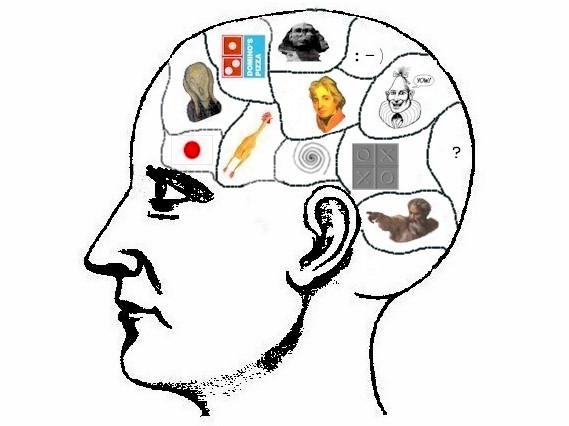 DOMINO'S
PIZZA
: - )
YOW!
?
O X
X O